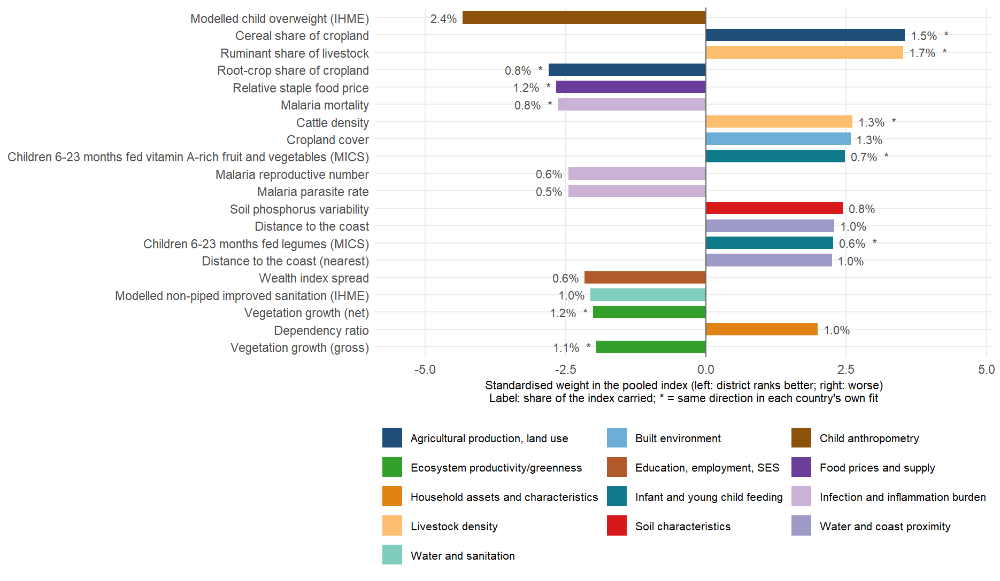 Modelled child overweight (IHME) 2.4%
Cereal share of cropland 1.5% *
Ruminant share of livestock 1.7% *
Root-crop share of cropland 0.8% *
Relative staple food price 1.2% *
Malaria mortality 0.8% *
Cattle density 1.3% *
Cropland cover 1.3%
Children 6-23 months fed vitamin A-rich fruit and vegetables (MICS) 0.7% *
Malaria reproductive number 0.6%
Malaria parasite rate 0.5%
Soil phosphorus variability 0.8%
Distance to the coast 1.0%
Children 6-23 months fed legumes (MICS) 0.6% *
Distance to the coast (nearest) 1.0%
Wealth index spread 0.6%
Modelled non-piped improved sanitation (IHME) 1.0%
Vegetation growth (net) 1.2% *
Dependency ratio 1.0%
Vegetation growth (gross) 1.1% *
-5.0 -2.5 0.0 2.5 5.0
Standardised weight in the pooled index (left: district ranks better; right: worse)
Label: share of the index carried; * = same direction in each country's own fit
Agricultural production, land use Built environment Child anthropometry
Ecosystem productivity/greenness Education, employment, SES Food prices and supply
Household assets and characteristics Infant and young child feeding Infection and inflammation burden
Livestock density Soil characteristics Water and coast proximity
Water and sanitation